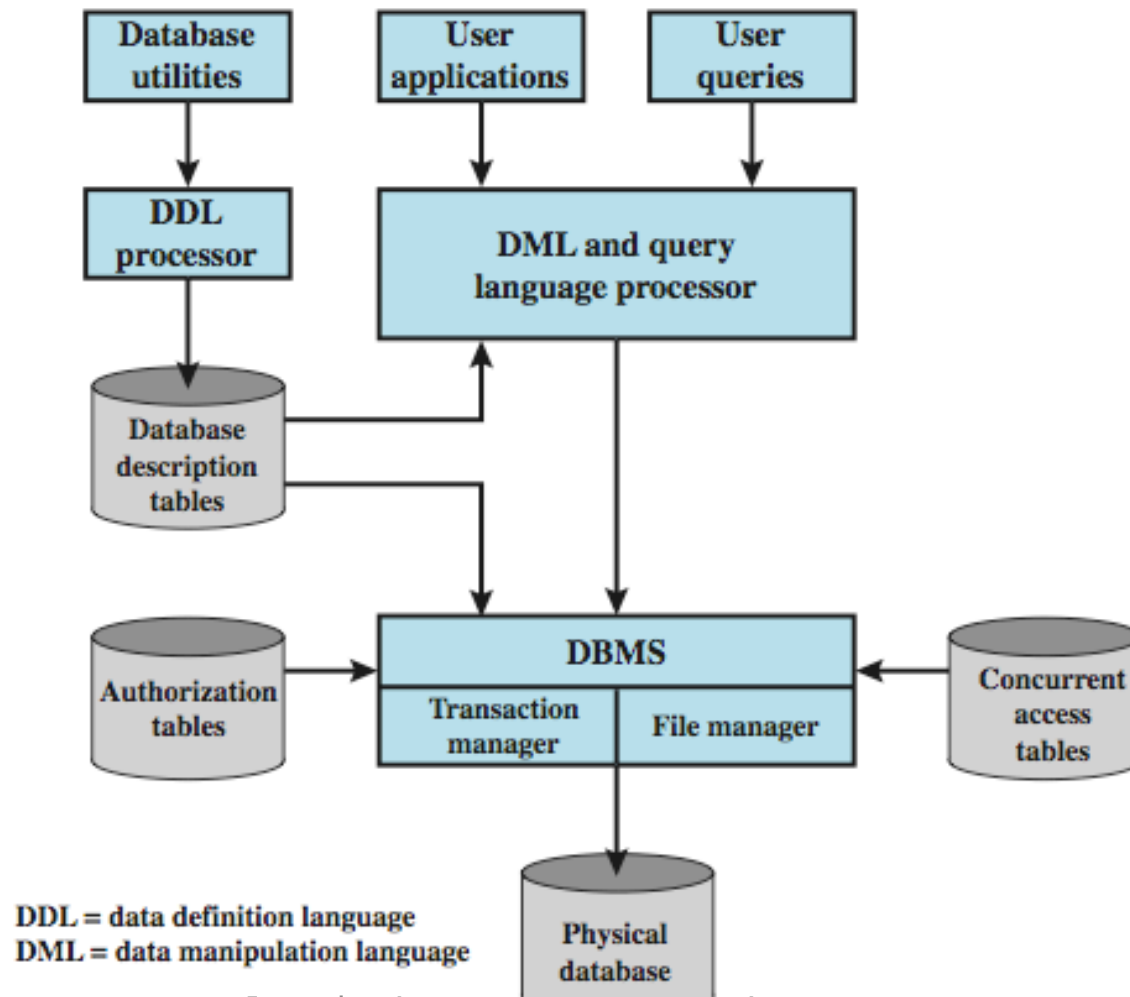 Database
utilities
User
applications
User
queries
DDL
processor
DML and query
language processor
Database
description
tables
DBMS
Authorization
tables
Transaction
manager
File manager
Concurrent
access
tables
DDL = data definition language
DML = data manipulation language
Physical
database